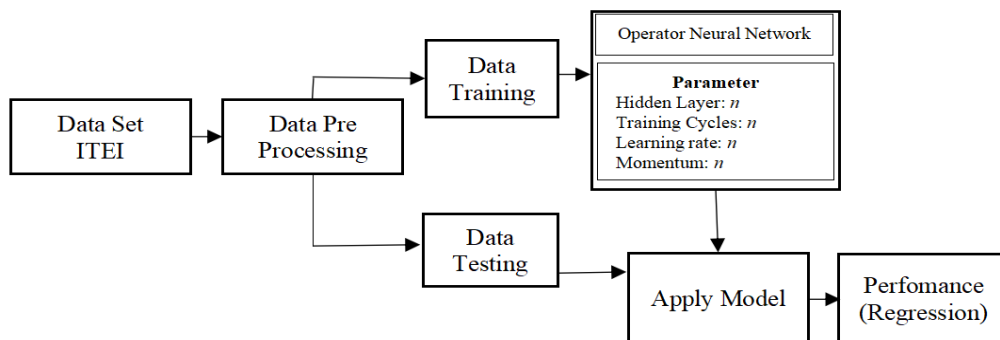 Data Set
ITEI
Data Pre
Processing
Data
Training
Operator Neural Network
Parameter
Hidden Layer: n
Training Cycles: n
Learning rate: n
Momentum: n
Data
Testing
Apply Model
Perfomance
(Regression)